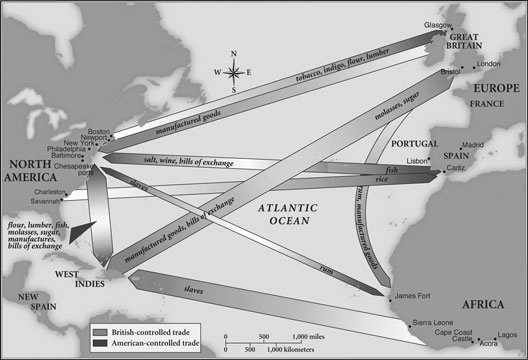 Glasgow
GREAT
BRITAIN
London
Bristol
EUROPE
FRANCE
tobacco, indigo, flour, lumber
manufactured goods
molasses, sugar
N
W E
S
Boston
Newport
New York
Philadelphia
Baltimore
Chesapeake
ports
NORTH
AMERICA
Charleston
Savannah
PORTUGAL
Madrid
SPAIN
Lisbon
Cadiz
salt, wine, bills of exchange
fish
rice
slaves
rum, manufactured goods
ATLANTIC
OCEAN
flour, lumber, fish,
molasses, sugar,
manufactures,
bills of exchange
manufactured goods, bills of exchange
rum
WEST
INDIES
slaves
NEW
SPAIN
James Fort
Sierra Leone
AFRICA
Cape Coast
Castle
Accra
Lagos
British-controlled trade
American-controlled trade
0 500 1,000 miles
0 500 1,000 kilometers